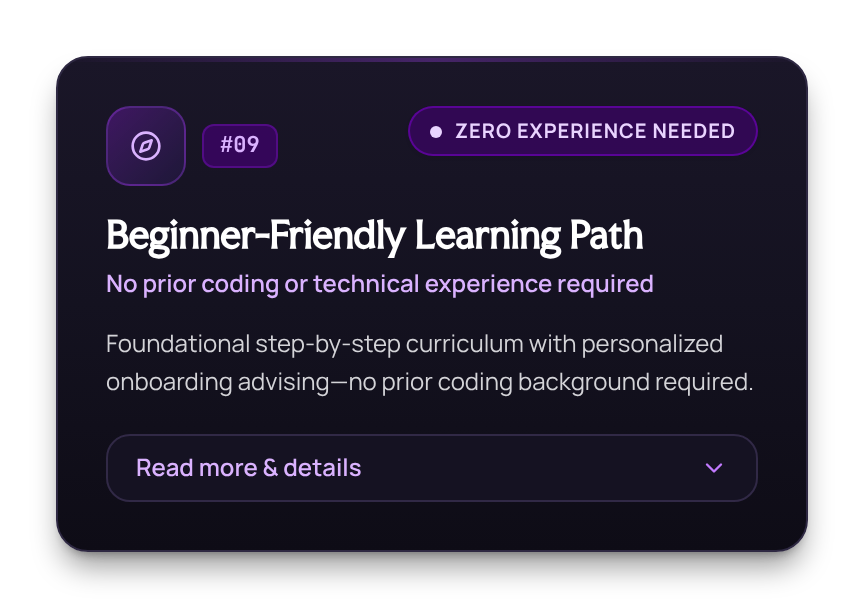 #09
ZERO EXPERIENCE NEEDED
Beginner-Friendly Learning Path
No prior coding or technical experience required
Foundational step-by-step curriculum with personalized
onboarding advising—no prior coding background required.
Read more & details